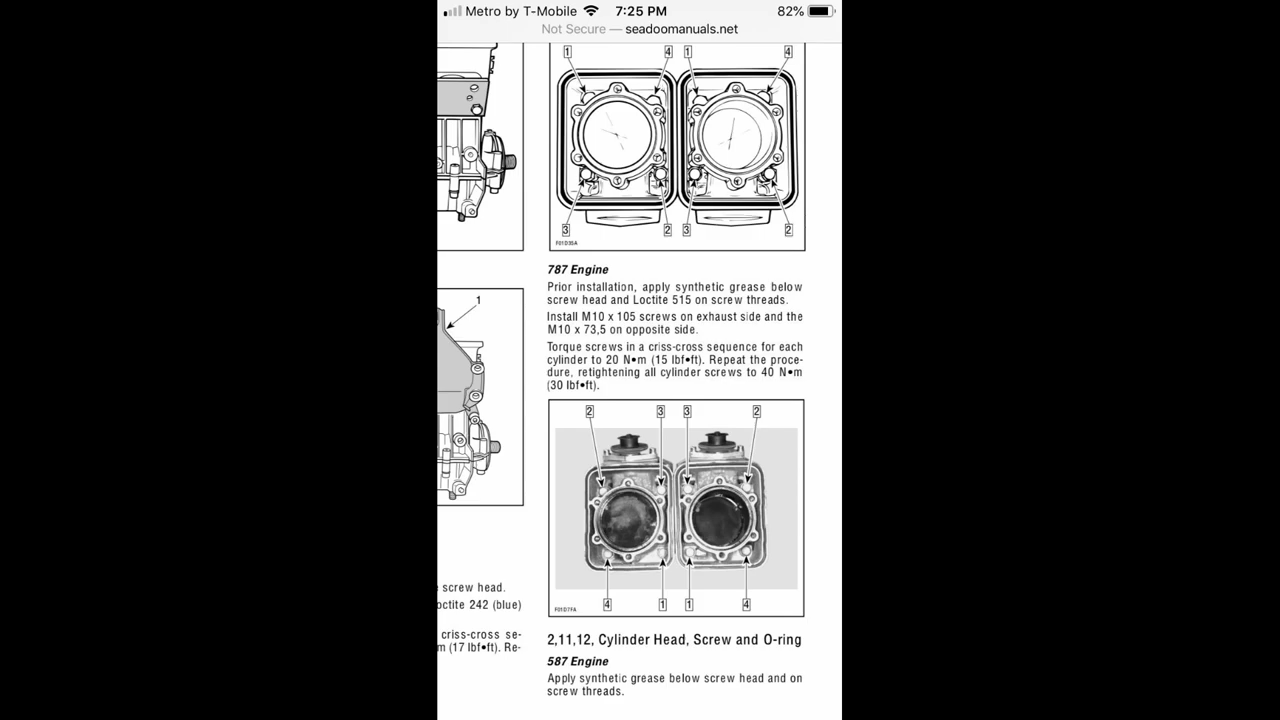 Metro by T-Mobile 7:25 PM 82%
Not Secure — seadoomanuals.net
1
e screw head.
octite 242 (blue)
criss-cross se-
m (17 lbf•ft). Re-
1 4 1 4
3 2 3 2
F01D35A
787 Engine
Prior installation, apply synthetic grease below
screw head and Loctite 515 on screw threads.
Install M10 x 105 screws on exhaust side and the
M10 x 73,5 on opposite side.
Torque screws in a criss-cross sequence for each
cylinder to 20 N•m (15 lbf•ft). Repeat the proce-
dure, retightening all cylinder screws to 40 N•m
(30 lbf•ft).
2 3 3 2
4 1 1 4
F01D7FA
2,11,12, Cylinder Head, Screw and O-ring
587 Engine
Apply synthetic grease below screw head and on
screw threads.